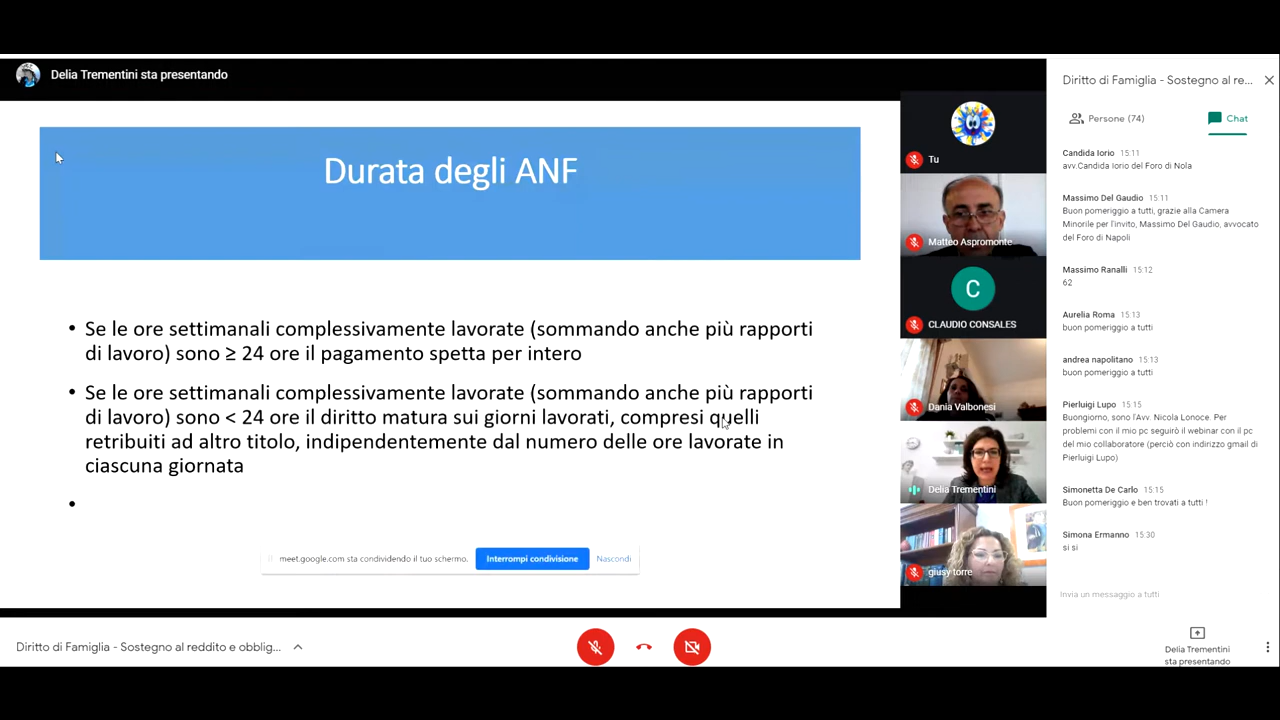 Delia Trementini sta presentando
Durata degli ANF
• Se le ore settimanali complessivamente lavorate (sommando anche più rapporti
di lavoro) sono ≥ 24 ore il pagamento spetta per intero
• Se le ore settimanali complessivamente lavorate (sommando anche più rapporti
di lavoro) sono < 24 ore il diritto matura sui giorni lavorati, compresi quelli
retribuiti ad altro titolo, indipendentemente dal numero delle ore lavorate in
ciascuna giornata
•
meet.google.com sta condividendo il tuo schermo. Interrompi condivisione Nascondi
Tu
Matteo Aspromonte
C
CLAUDIO CONSALES
Dania Valbonesi
Delia Trementini
giusy torre
Diritto di Famiglia - Sostegno al re...
Persone (74) Chat
Candida Iorio 15:11
avv.Candida Iorio del Foro di Nola
Massimo Del Gaudio 15:11
Buon pomeriggio a tutti, grazie alla Camera
Minorile per l'invito, Massimo Del Gaudio, avvocato
del Foro di Napoli
Massimo Ranalli 15:12
62
Aurelia Roma 15:13
buon pomeriggio a tutti
andrea napolitano 15:13
buon pomeriggio a tutti
Pierluigi Lupo 15:15
Buongiorno, sono l'Avv. Nicola Lonoce. Per
problemi con il mio pc seguirò il webinar con il pc
del mio collaboratore (perciò con indirizzo gmail di
Pierluigi Lupo)
Simonetta De Carlo 15:15
Buon pomeriggio e ben trovati a tutti !
Simona Ermanno 15:30
si si
Invia un messaggio a tutti
Diritto di Famiglia - Sostegno al reddito e obblig...
Delia Trementini
sta presentando